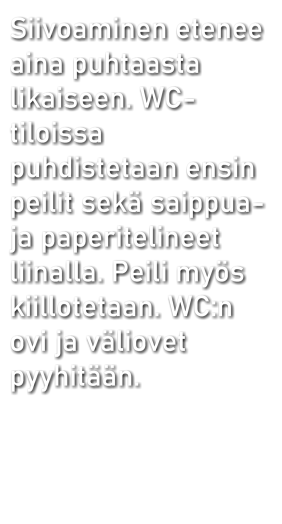 Siivoaminen etenee
aina puhtaasta
likaiseen. WC-
tiloissa
puhdistetaan ensin
peilit sekä saippua-
ja paperitelineet
liinalla. Peili myös
kiillotetaan. WC:n
ovi ja väliovet
pyyhitään.